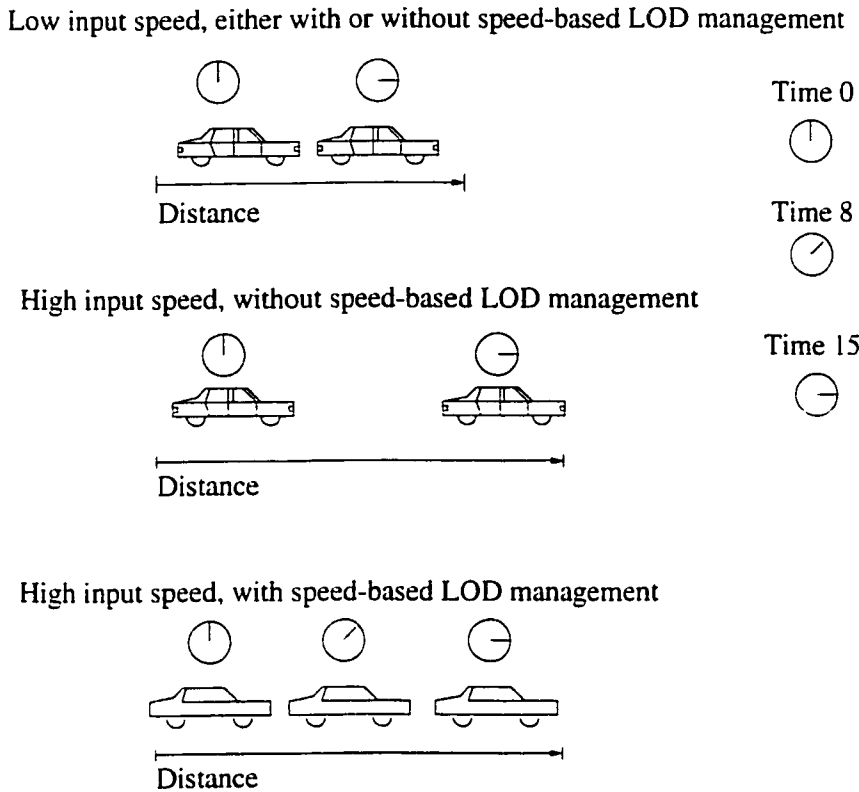 Low input speed, either with or without speed-based LOD management
Time 0
Distance
Time 8
High input speed, without speed-based LOD management
Time 15
Distance
High input speed, with speed-based LOD management
Distance